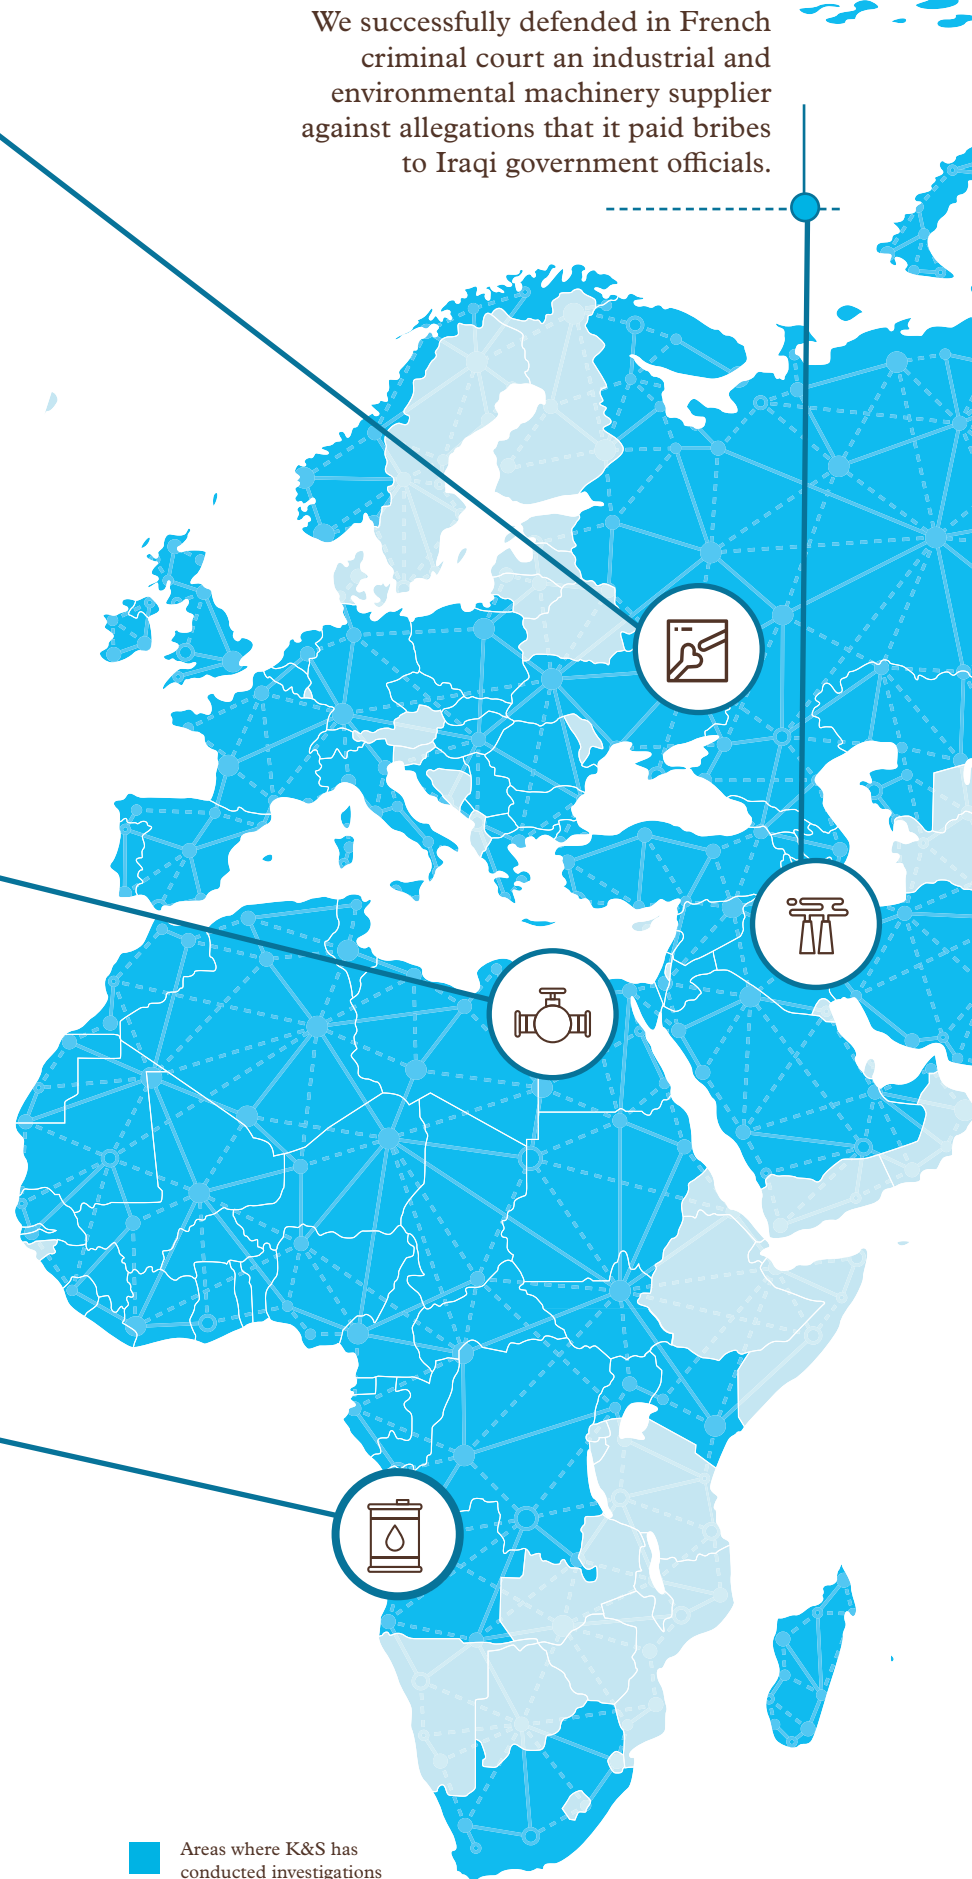 We successfully defended in French
criminal court an industrial and
environmental machinery supplier
against allegations that it paid bribes
to Iraqi government officials.
Areas where K&S has
conducted investigations